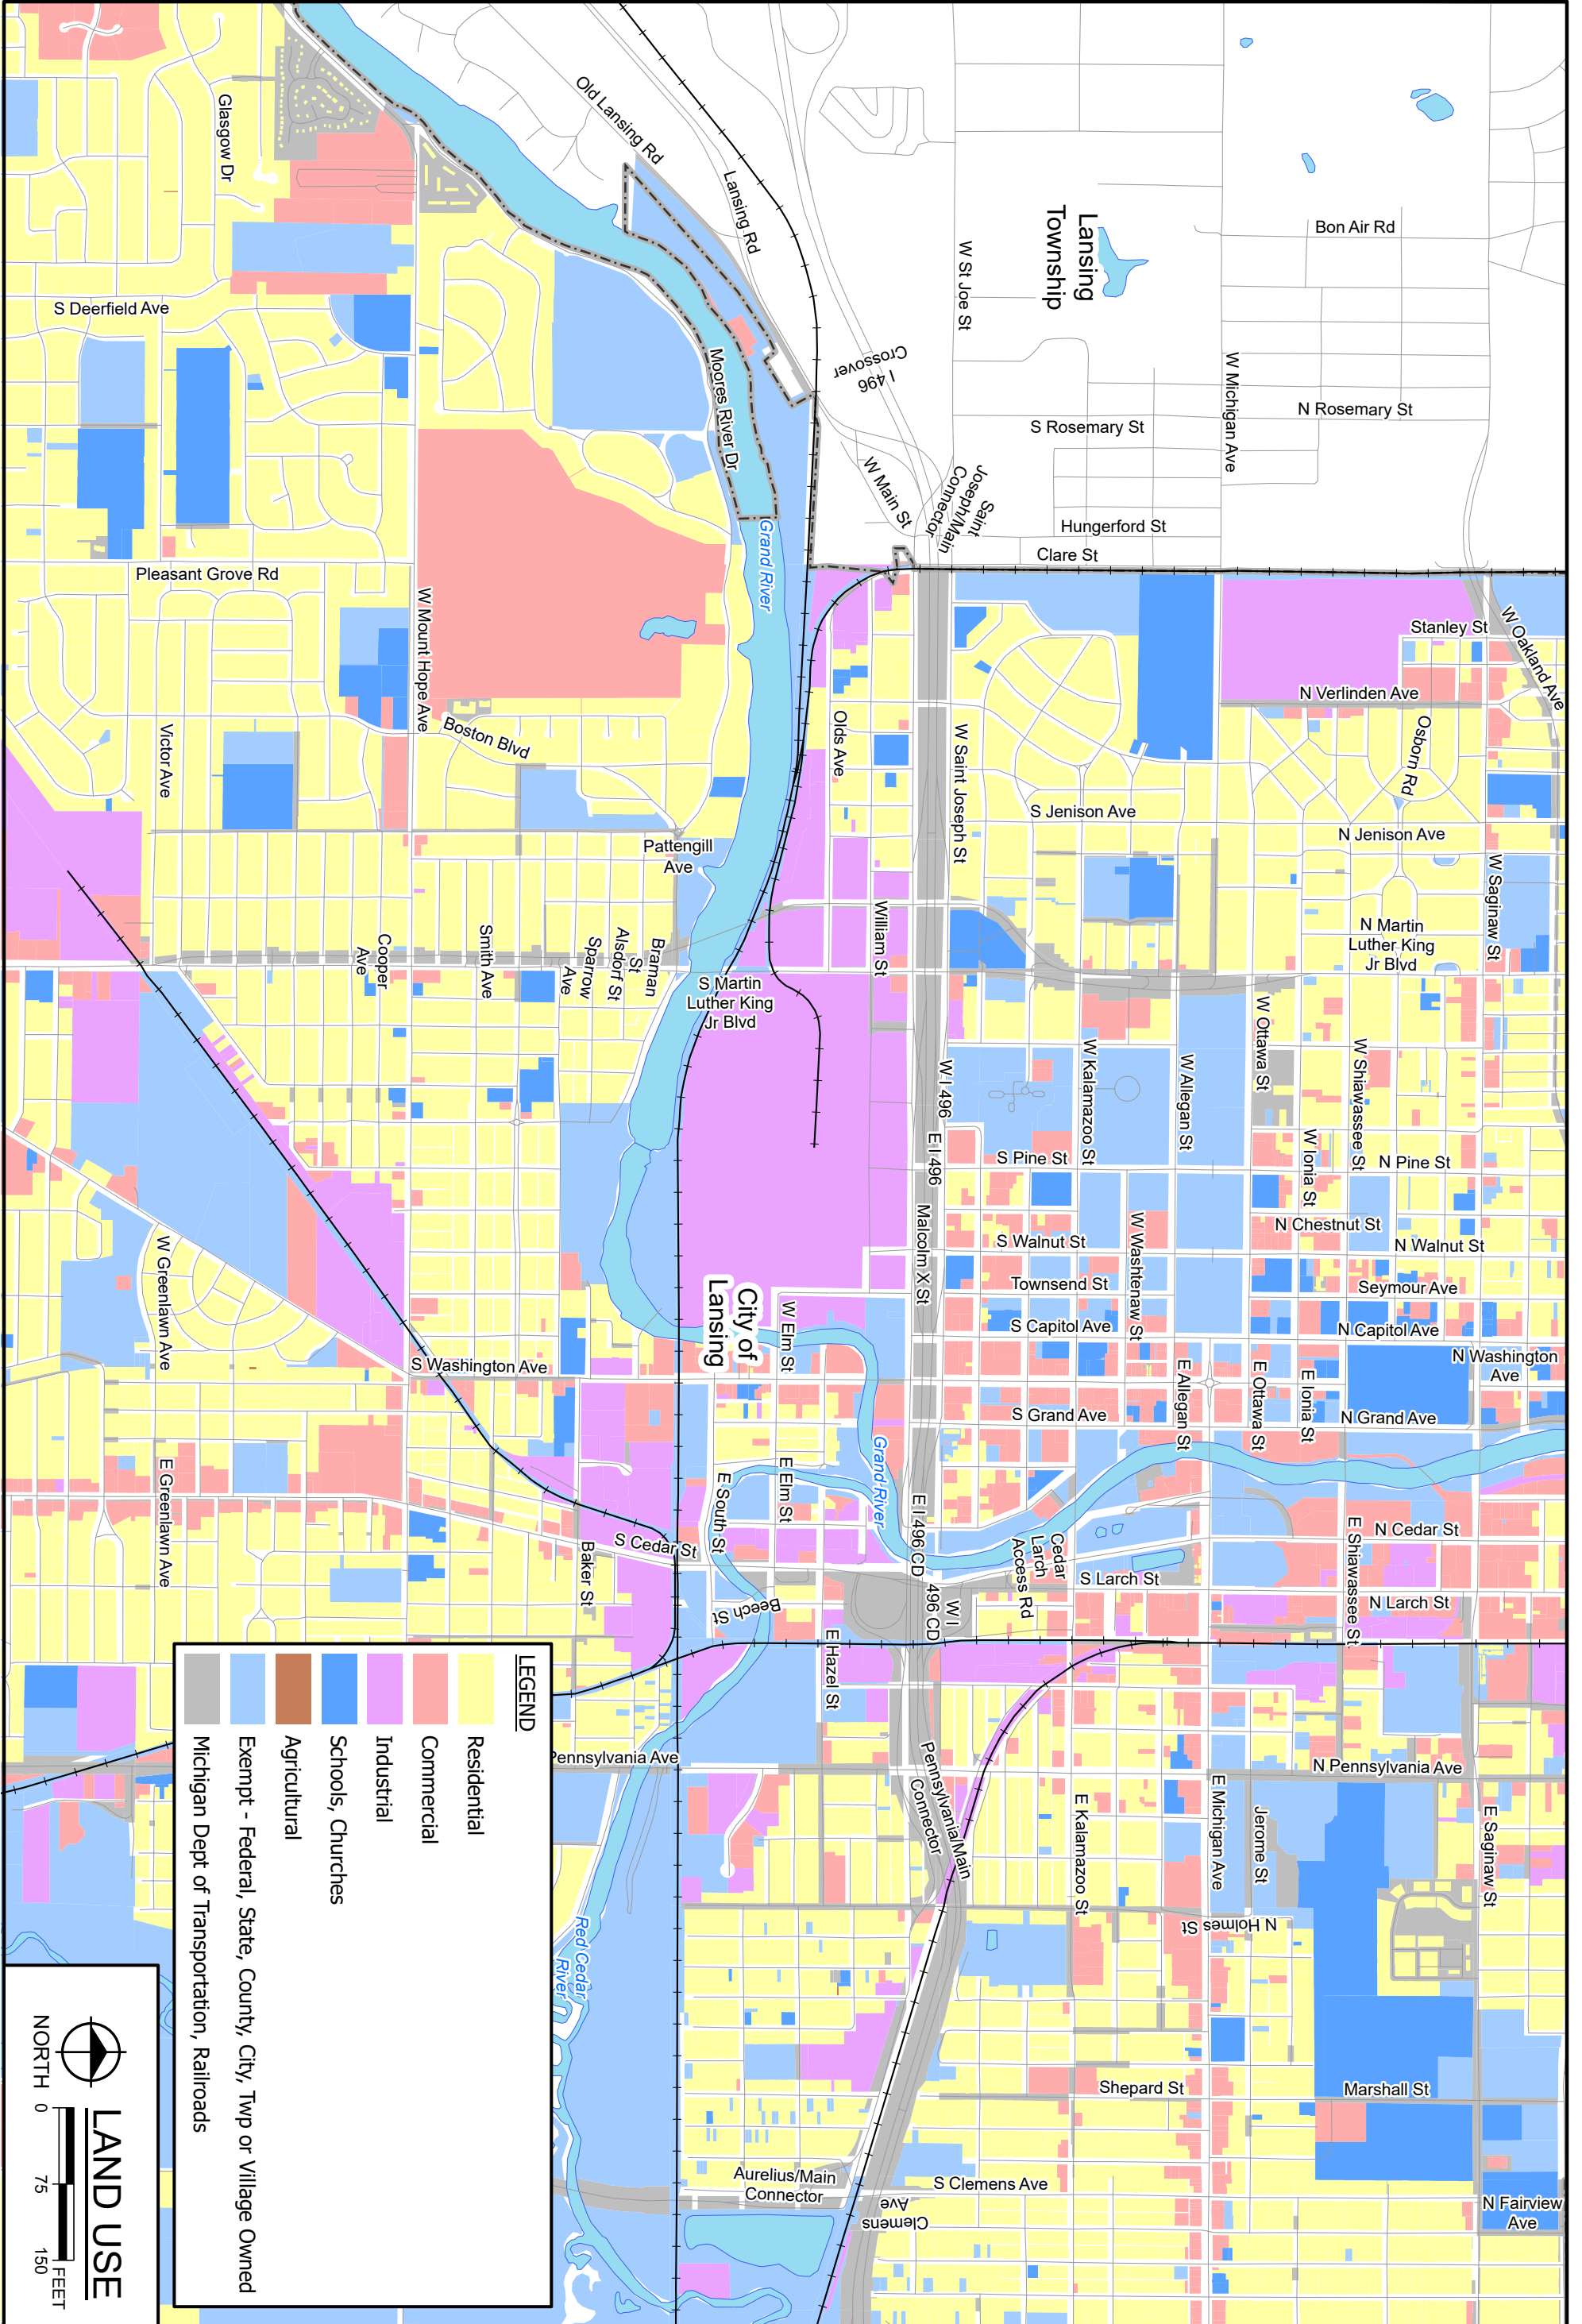 Bon Air Rd
N Rosemary St
S Rosemary St
W Michigan Ave
Lansing
Township
W St Joe St
I 496
Crossover
Old Lansing Rd
Lansing Rd
Glasgow Dr
S Deerfield Ave
Moores River Dr
W Main St
Saint
Joseph/Main
Connector
Hungerford St
Clare St
Grand River
Pleasant Grove Rd
W Mount Hope Ave
Stanley St
W Oakland Ave
N Verlinden Ave
Osborn Rd
Boston Blvd
Victor Ave
Olds Ave
W Saint Joseph St
S Jenison Ave
N Jenison Ave
Pattengill
Ave
W Saginaw St
N Martin
Luther King
Jr Blvd
William St
Cooper
Ave
Smith Ave
Sparrow
Ave
Alsdorf St
Braman
St
S Martin
Luther King
Jr Blvd
W I 496
E I 496
W Kalamazoo St
W Allegan St
W Ottawa St
W Shiawassee St
W Ionia St
S Pine St
N Pine St
N Chestnut St
N Walnut St
S Walnut St
W Washtenaw St
Malcolm X St
Townsend St
Seymour Ave
S Capitol Ave
N Capitol Ave
City of
Lansing
W Elm St
W Greenlawn Ave
S Washington Ave
N Washington
Ave
E Allegan St
E Ottawa St
E Ionia St
S Grand Ave
N Grand Ave
Grand River
E Elm St
E South St
E Greenlawn Ave
Baker St
S Cedar St
Beech St
E I 496 CD
W I
496 CD
Cedar
Larch
Access Rd
S Larch St
N Cedar St
N Larch St
E Shiawassee St
E Hazel St
Pennsylvania Ave
Pennsylvania/Main
Connector
N Pennsylvania Ave
E Kalamazoo St
E Michigan Ave
Jerome St
E Saginaw St
N Holmes St
Red Cedar
River
Shepard St
Marshall St
Aurelius/Main
Connector
S Clemens Ave
Clemens
Ave
N Fairview
Ave
LEGEND
Residential
Commercial
Industrial
Schools, Churches
Agricultural
Exempt - Federal, State, County, City, Twp or Village Owned
Michigan Dept of Transportation, Railroads
LAND USE
NORTH
0 75 150
FEET